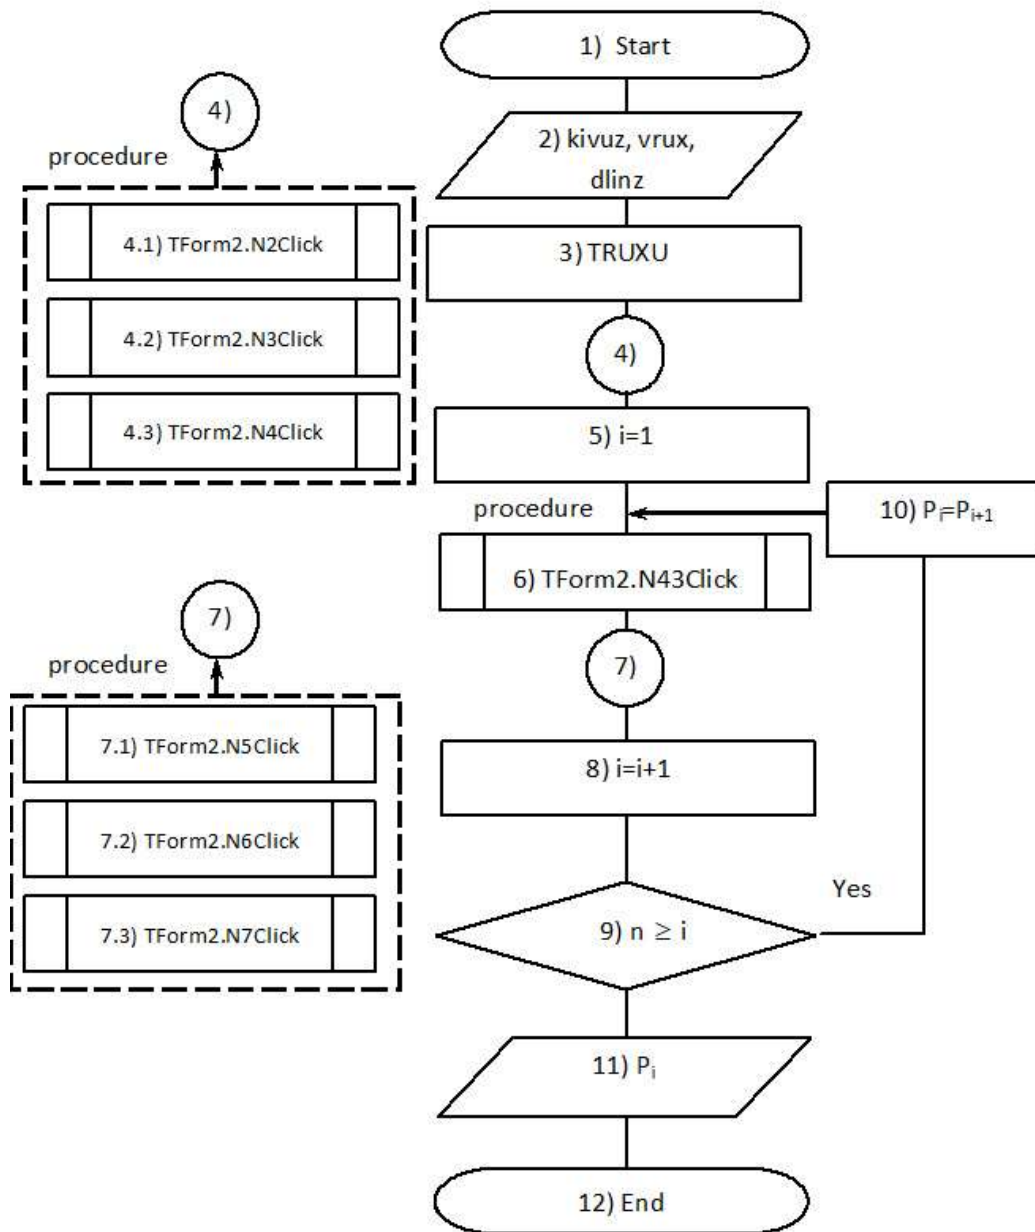 1) Start
2) kivuz, vrux,
dlinz
3) TRUXU
4)
5) i=1
procedure
6) TForm2.N43Click
7)
8) i=i+1
9) n ≥ i
Yes
10) Pᵢ=Pᵢ₊₁
11) Pᵢ
12) End
4)
procedure
4.1) TForm2.N2Click
4.2) TForm2.N3Click
4.3) TForm2.N4Click
7)
procedure
7.1) TForm2.N5Click
7.2) TForm2.N6Click
7.3) TForm2.N7Click